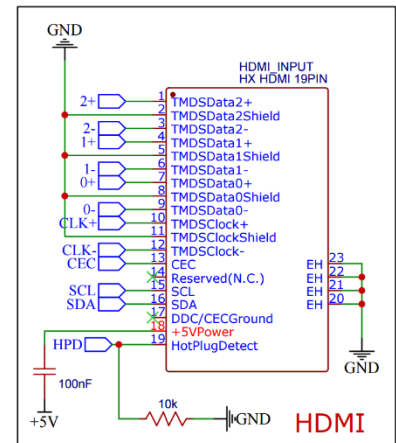 GND
HDMI_INPUT
HX HDMI 19PIN
2+ 1 TMDSData2+
2 TMDSData2Shield
2- 3 TMDSData2-
1+ 4 TMDSData1+
5 TMDSData1Shield
1- 6 TMDSData1-
0+ 7 TMDSData0+
8 TMDSData0Shield
0- 9 TMDSData0-
CLK+ 10 TMDSClock+
11 TMDSClockShield
CLK- 12 TMDSClock-
CEC 13 CEC EH 23
14 Reserved(N.C.) EH 22
SCL 15 SCL EH 21
SDA 16 SDA EH 20
17 DDC/CECGround
18 +5VPower
HPD 19 HotPlugDetect
GND
100nF
+5V
10k
GND
HDMI